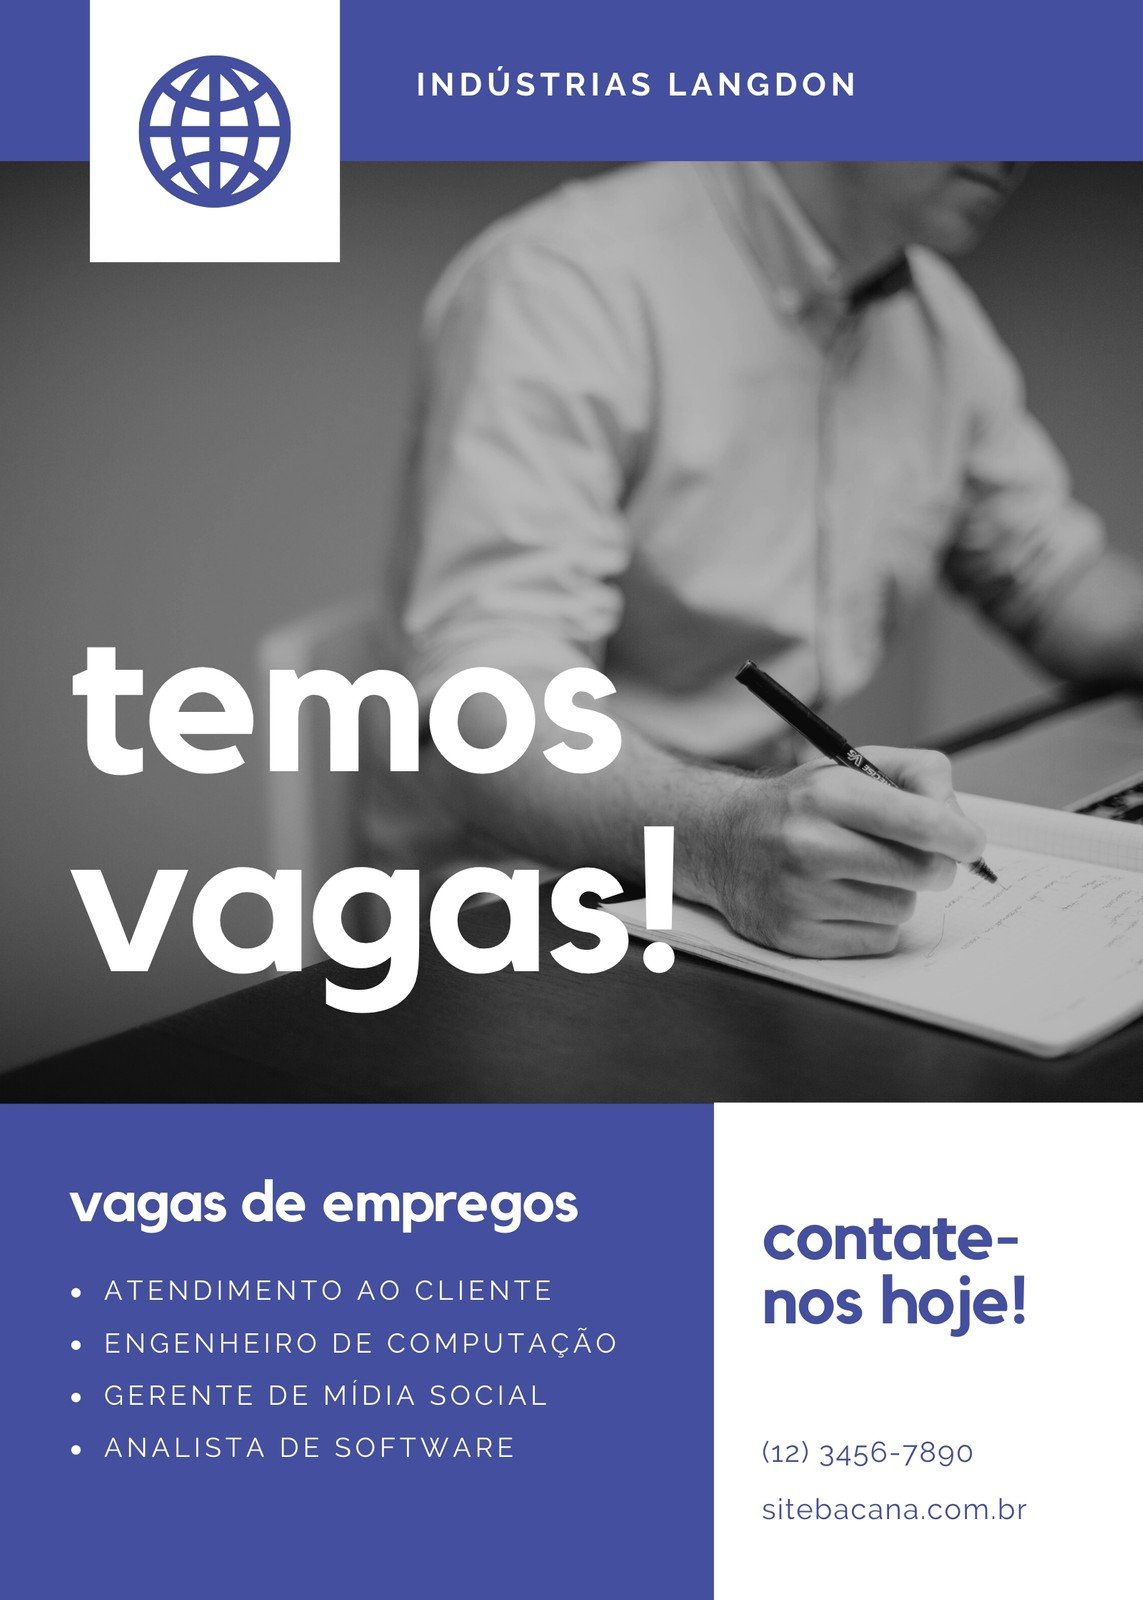 INDÚSTRIAS LANGDON
temos
vagas!
vagas de empregos
• ATENDIMENTO AO CLIENTE
• ENGENHEIRO DE COMPUTAÇÃO
• GERENTE DE MÍDIA SOCIAL
• ANALISTA DE SOFTWARE
contate-
nos hoje!
(12) 3456-7890
sitebacana.com.br